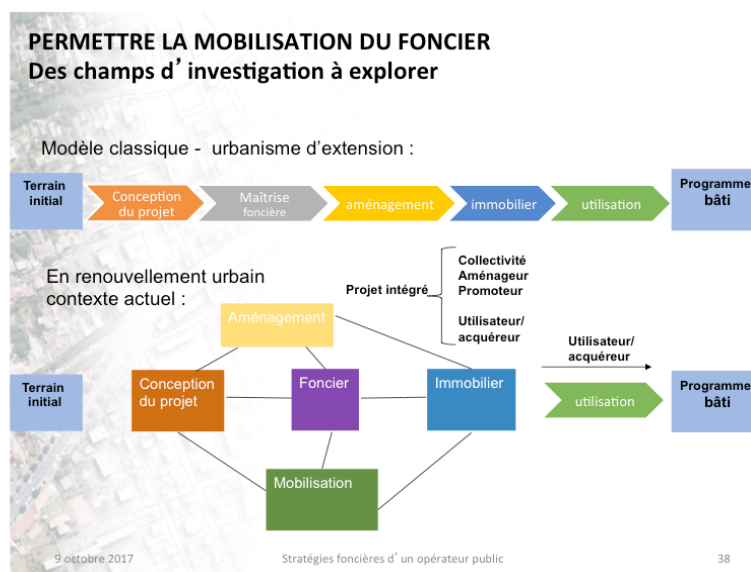 PERMETTRE LA MOBILISATION DU FONCIER
Des champs d’investigation à explorer
Modèle classique - urbanisme d’extension :
Terrain
initial
Conception
du projet
Maîtrise
foncière
aménagement
immobilier
utilisation
Programme
bâti
En renouvellement urbain
contexte actuel :
Projet intégré
Collectivité
Aménageur
Promoteur
Utilisateur/
acquéreur
Aménagement
Utilisateur/
acquéreur
Terrain
initial
Conception
du projet
Foncier
Immobilier
utilisation
Programme
bâti
Mobilisation
9 octobre 2017
Stratégies foncières d’un opérateur public
38